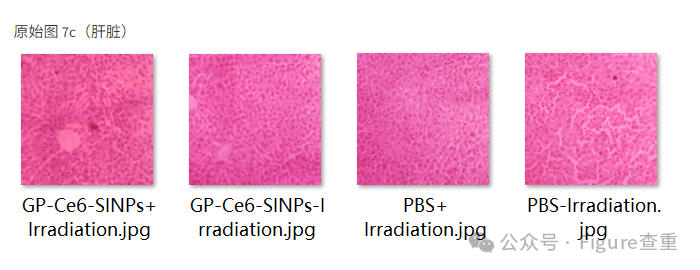 原始图 7c（肝脏）
GP-Ce6-SINPs+
Irradiation.jpg
GP-Ce6-SINPs-I
rradiation.jpg
PBS+
Irradiation.jpg
PBS-Irradiation.
jpg
公众号 · Figure查重